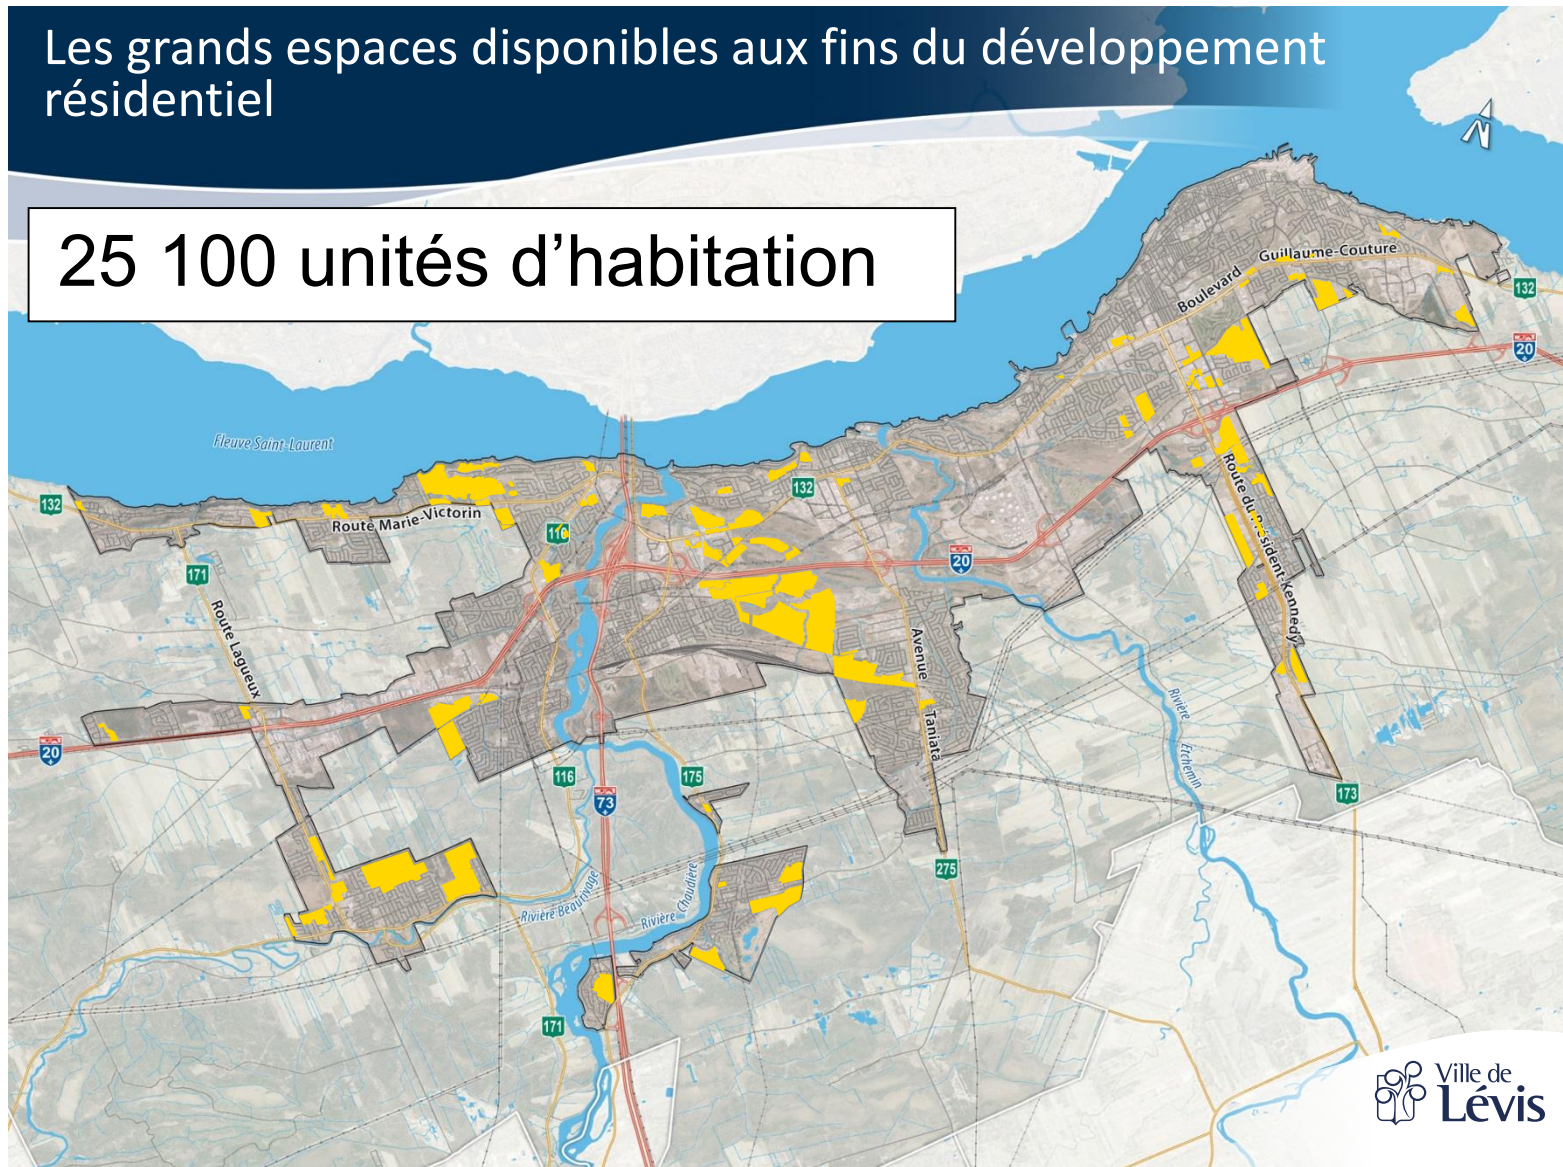 Les grands espaces disponibles aux fins du développement
résidentiel
N
25 100 unités d’habitation
Guillaume-Couture
Boulevard
132
20
Fleuve Saint-Laurent
132
132
Route Marie-Victorin
116
171
20
Route du Président-Kennedy
Route Lagueux
Avenue
Taniata
Rivière
Etchemin
20
116
175
73
173
275
Rivière Beaurivage
Rivière Chaudière
171
Ville de
Lévis